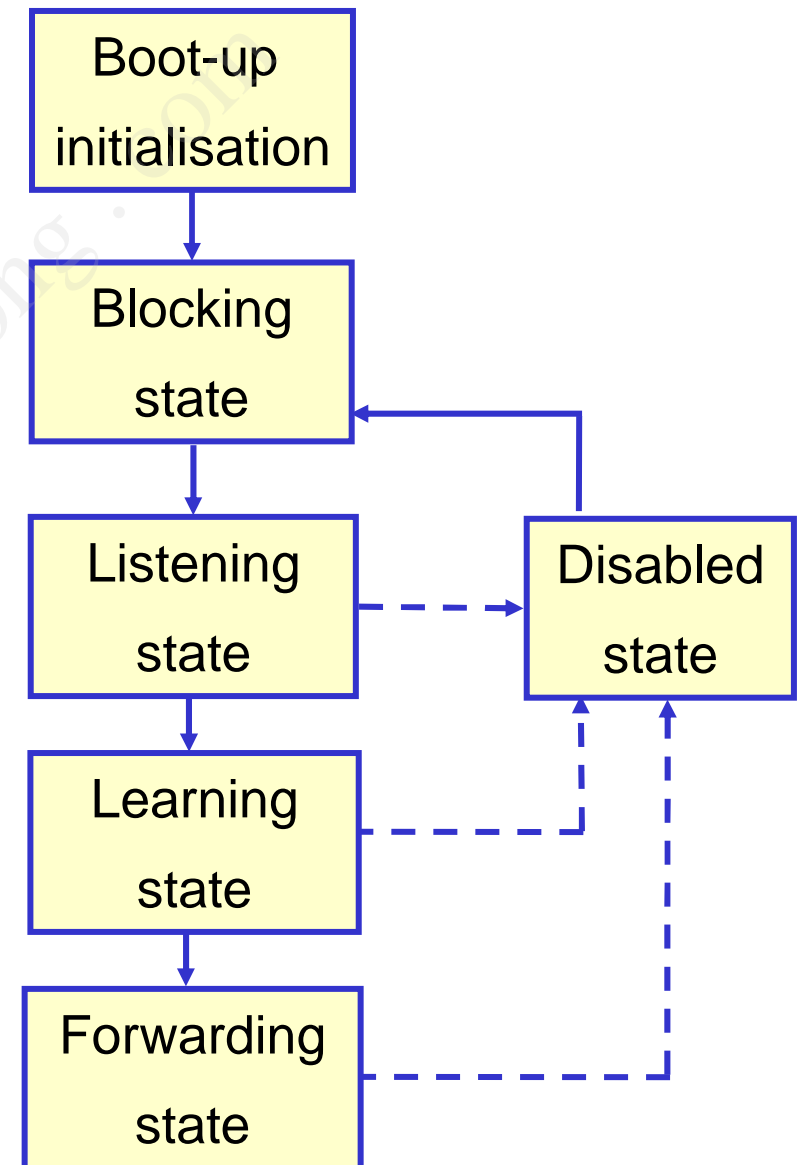 Boot-up
initialisation
Blocking
state
Listening
state
Disabled
state
Learning
state
Forwarding
state